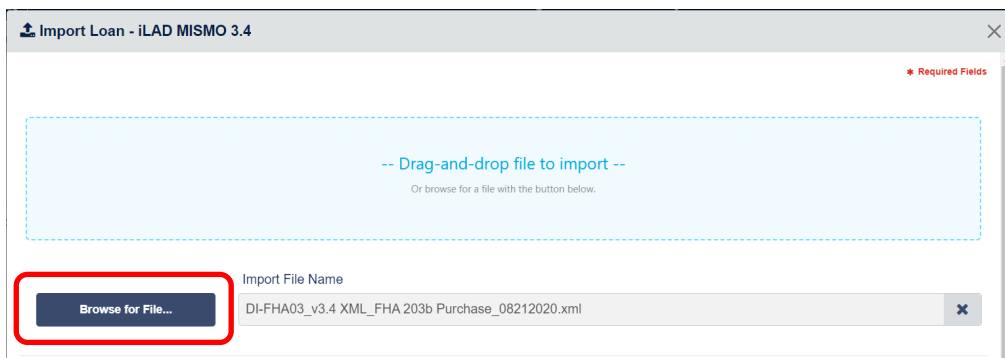 Import Loan - iLAD MISMO 3.4
* Required Fields
-- Drag-and-drop file to import --
Or browse for a file with the button below.
Import File Name
Browse for File... DI-FHA03_v3.4 XML_FHA 203b Purchase_08212020.xml